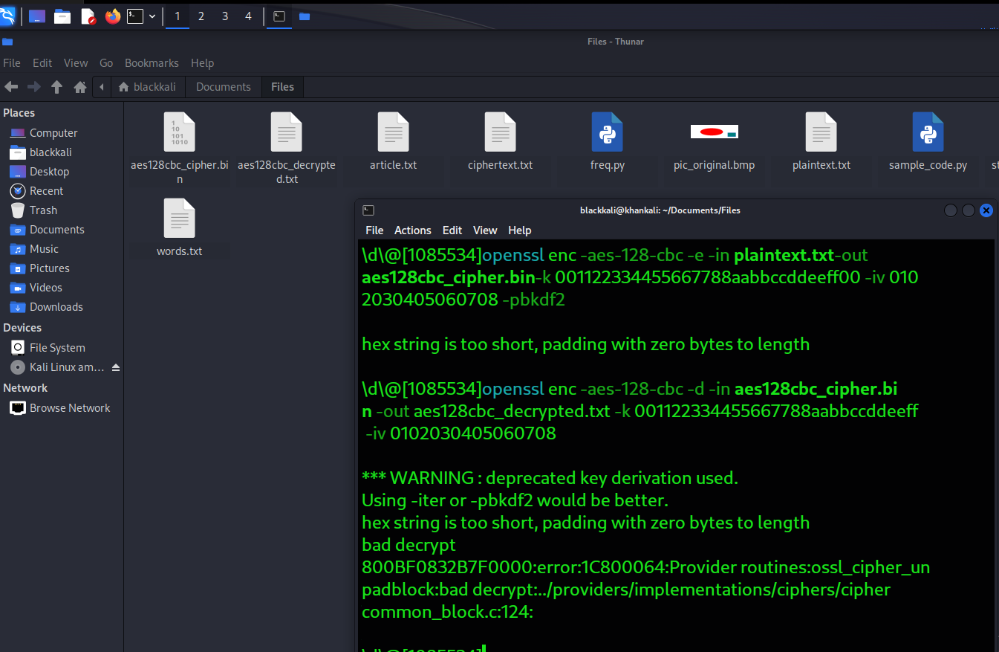 1 2 3 4
Files - Thunar
File Edit View Go Bookmarks Help
blackkali Documents Files
Places
Computer
blackkali
Desktop
Recent
Trash
Documents
Music
Pictures
Videos
Downloads
Devices
File System
Kali Linux am...
Network
Browse Network
1
10
101
1010
aes128cbc_cipher.bi
n
aes128cbc_decrypte
d.txt
article.txt
ciphertext.txt
freq.py
pic_original.bmp
plaintext.txt
sample_code.py
st
words.txt
blackkali@khankali: ~/Documents/Files
File Actions Edit View Help
\d\@[1085534]openssl enc -aes-128-cbc -e -in plaintext.txt-out
aes128cbc_cipher.bin-k 001122334455667788aabbccddeeff00 -iv 010
2030405060708 -pbkdf2
hex string is too short, padding with zero bytes to length
\d\@[1085534]openssl enc -aes-128-cbc -d -in aes128cbc_cipher.bi
n -out aes128cbc_decrypted.txt -k 001122334455667788aabbccddeeff
-iv 0102030405060708
*** WARNING : deprecated key derivation used.
Using -iter or -pbkdf2 would be better.
hex string is too short, padding with zero bytes to length
bad decrypt
800BF0832B7F0000:error:1C800064:Provider routines:ossl_cipher_un
padblock:bad decrypt:../providers/implementations/ciphers/cipher
common_block.c:124:
\d\@[1085534]